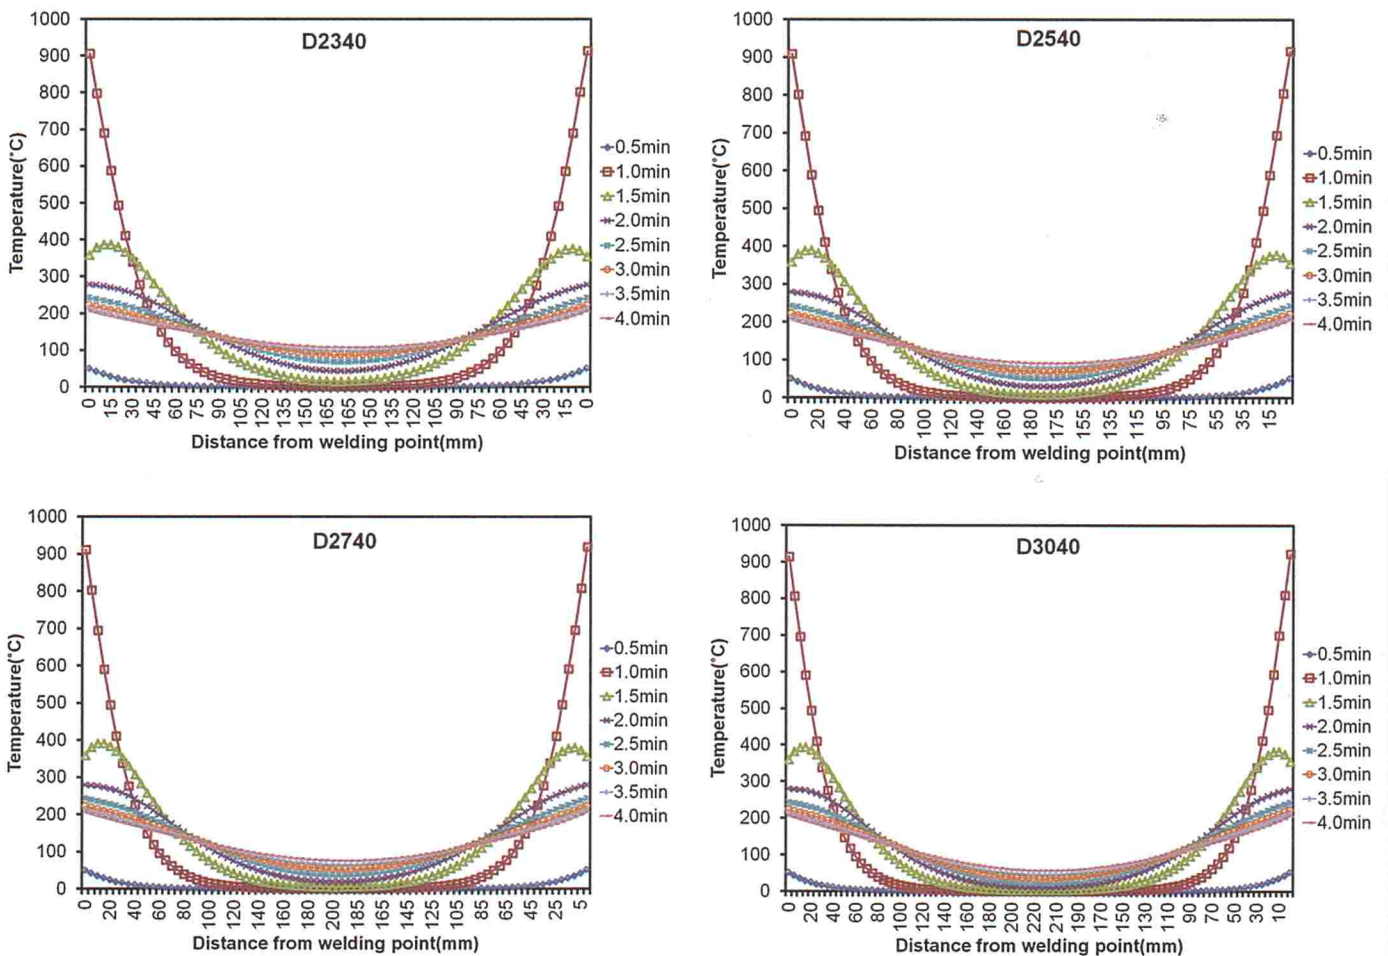 D2340
Temperature(°C)
1000
900
800
700
600
500
400
300
200
100
0
0 15 30 45 60 75 90 105 120 135 150 165 165 150 135 120 105 90 75 60 45 30 15 0
Distance from welding point(mm)
0.5min
1.0min
1.5min
2.0min
2.5min
3.0min
3.5min
4.0min
D2540
Temperature(°C)
1000
900
800
700
600
500
400
300
200
100
0
0 20 40 60 80 100 120 140 160 180 175 155 135 115 95 75 55 35 15
Distance from welding point(mm)
0.5min
1.0min
1.5min
2.0min
2.5min
3.0min
3.5min
4.0min
D2740
Temperature(°C)
1000
900
800
700
600
500
400
300
200
100
0
0 20 40 60 80 100 120 140 160 180 200 185 165 145 125 105 85 65 45 25 5
Distance from welding point(mm)
0.5min
1.0min
1.5min
2.0min
2.5min
3.0min
3.5min
4.0min
D3040
Temperature(°C)
1000
900
800
700
600
500
400
300
200
100
0
0 20 40 60 80 100 120 140 160 180 200 220 210 190 170 150 130 110 90 70 50 30 10
Distance from welding point(mm)
0.5min
1.0min
1.5min
2.0min
2.5min
3.0min
3.5min
4.0min